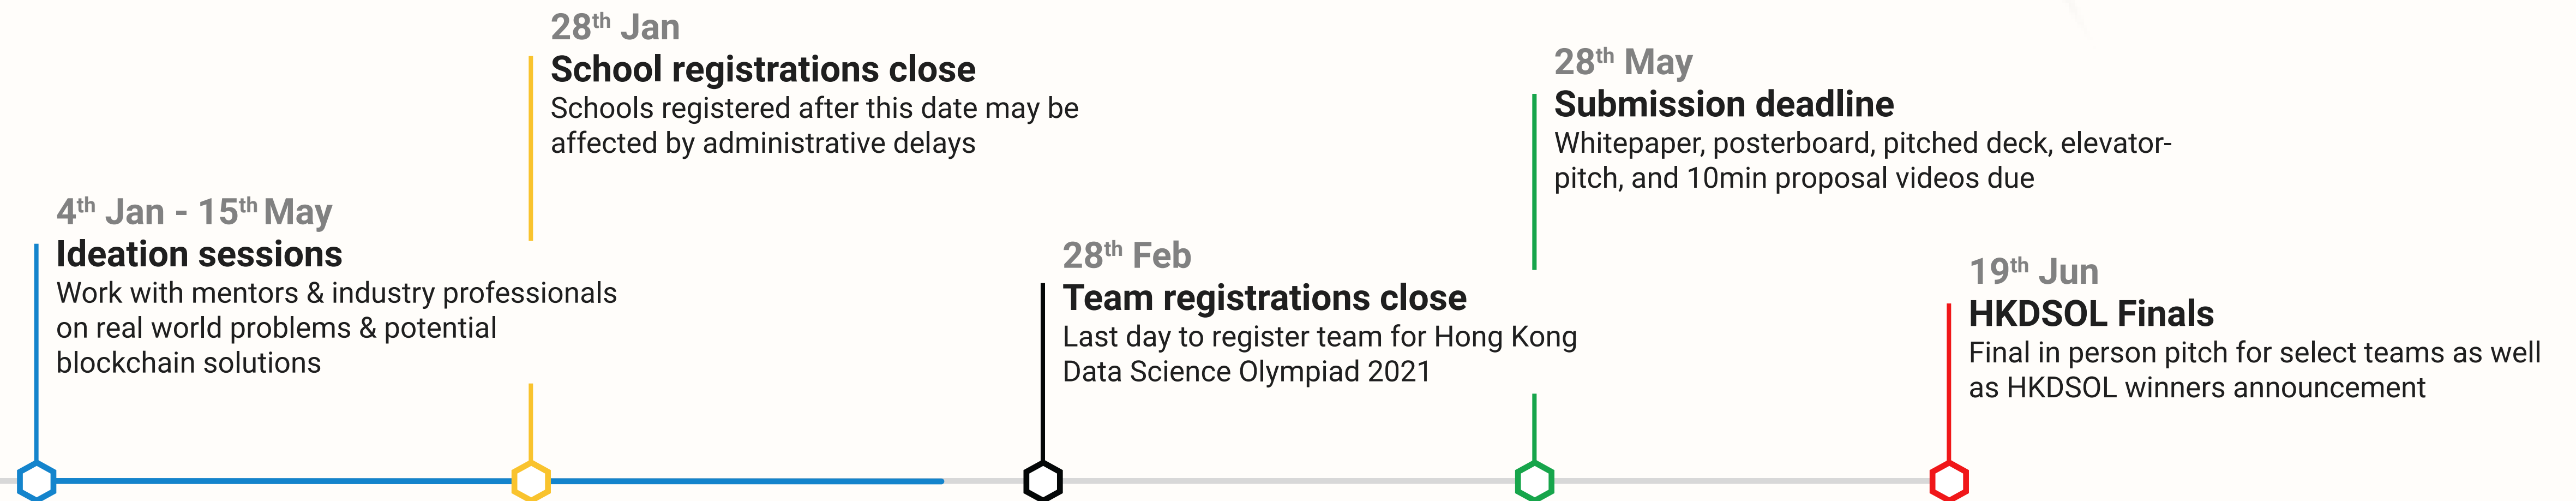 4th Jan - 15th May
Ideation sessions
Work with mentors & industry professionals
on real world problems & potential
blockchain solutions
28th Jan
School registrations close
Schools registered after this date may be
affected by administrative delays
28th Feb
Team registrations close
Last day to register team for Hong Kong
Data Science Olympiad 2021
28th May
Submission deadline
Whitepaper, posterboard, pitched deck, elevator-
pitch, and 10min proposal videos due
19th Jun
HKDSOL Finals
Final in person pitch for select teams as well
as HKDSOL winners announcement